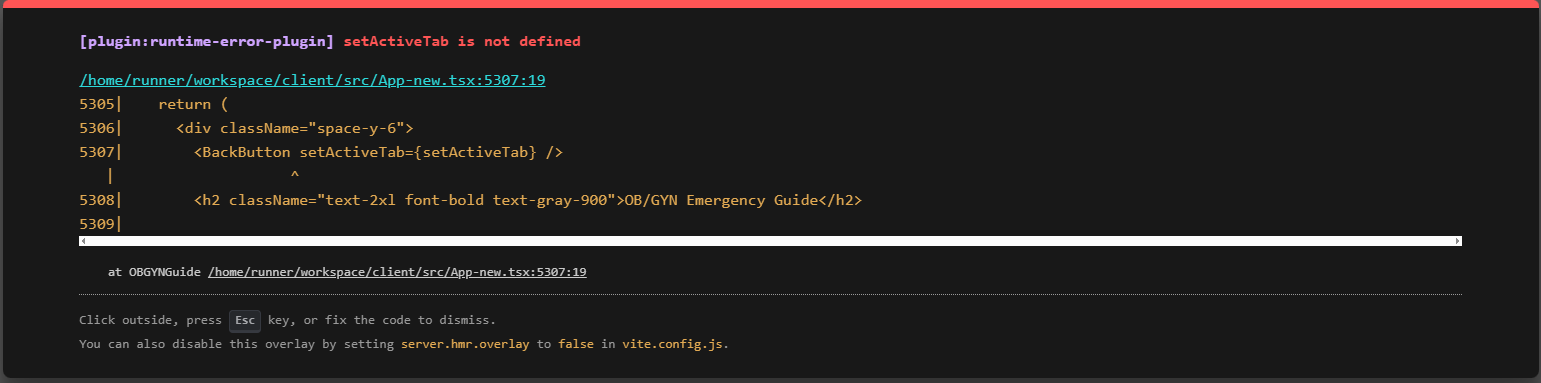 [plugin:runtime-error-plugin] setActiveTab is not defined
/home/runner/workspace/client/src/App-new.tsx:5307:19
5305|    return (
5306|      <div className="space-y-6">
5307|        <BackButton setActiveTab={setActiveTab} />
   |                    ^
5308|        <h2 className="text-2xl font-bold text-gray-900">OB/GYN Emergency Guide</h2>
5309|
at OBGYNGuide /home/runner/workspace/client/src/App-new.tsx:5307:19
Click outside, press Esc key, or fix the code to dismiss.
You can also disable this overlay by setting server.hmr.overlay to false in vite.config.js.